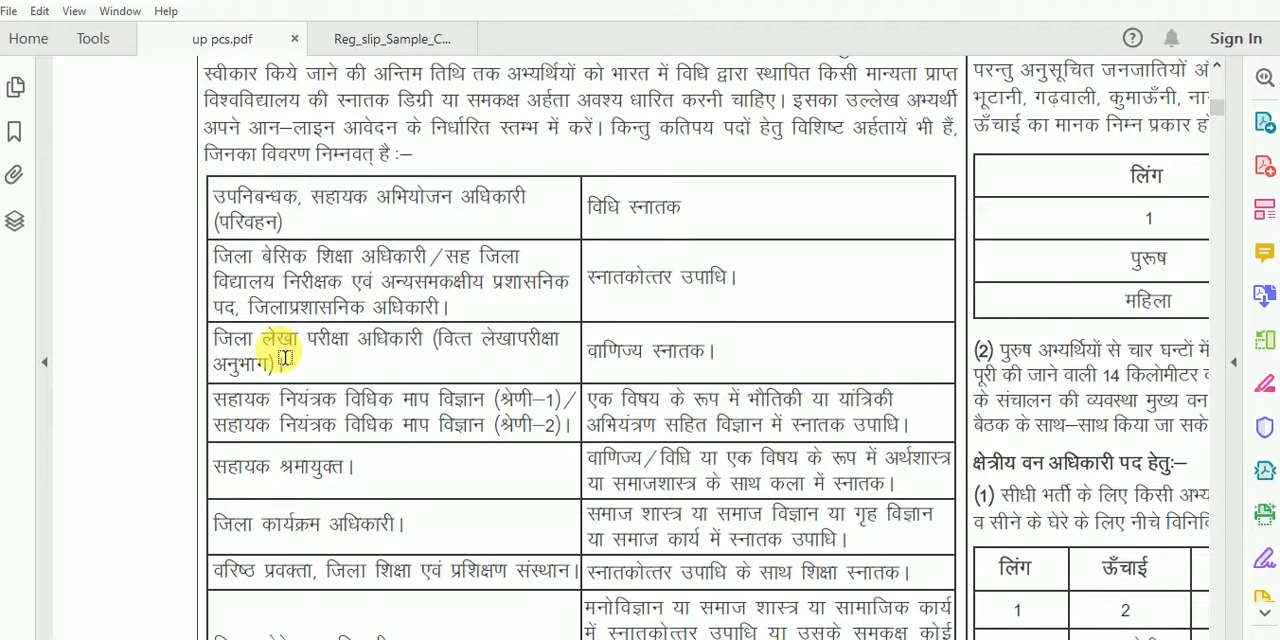 File Edit View Window Help
Home Tools up pcs.pdf × Reg_slip_Sample_C... Sign In
स्वीकार किये जाने की अन्तिम तिथि तक अभ्यर्थियों को भारत में विधि द्वारा स्थापित किसी मान्यता प्राप्त
विश्वविद्यालय की स्नातक डिग्री या समकक्ष अर्हता अवश्य धारित करनी चाहिए। इसका उल्लेख अभ्यर्थी
अपने आन–लाइन आवेदन के निर्धारित स्तम्भ में करें। किन्तु कतिपय पदों हेतु विशिष्ट अर्हतायें भी हैं,
जिनका विवरण निम्नवत् है :–
उपनिबन्धक, सहायक अभियोजन अधिकारी
(परिवहन)
विधि स्नातक
जिला बेसिक शिक्षा अधिकारी/सह जिला
विद्यालय निरीक्षक एवं अन्यसमकक्षीय प्रशासनिक
पद, जिलाप्रशासनिक अधिकारी।
स्नातकोत्तर उपाधि।
जिला लेखा परीक्षा अधिकारी (वित्त लेखापरीक्षा
अनुभाग)।
वाणिज्य स्नातक।
सहायक नियंत्रक विधिक माप विज्ञान (श्रेणी–1)/
सहायक नियंत्रक विधिक माप विज्ञान (श्रेणी–2)।
एक विषय के रूप में भौतिकी या यांत्रिकी
अभियंत्रण सहित विज्ञान में स्नातक उपाधि।
सहायक श्रमायुक्त।
वाणिज्य/विधि या एक विषय के रूप में अर्थशास्त्र
या समाजशास्त्र के साथ कला में स्नातक।
जिला कार्यक्रम अधिकारी।
समाज शास्त्र या समाज विज्ञान या गृह विज्ञान
या समाज कार्य में स्नातक उपाधि।
वरिष्ठ प्रवक्ता, जिला शिक्षा एवं प्रशिक्षण संस्थान।
स्नातकोत्तर उपाधि के साथ शिक्षा स्नातक।
मनोविज्ञान या समाज शास्त्र या सामाजिक कार्य
में स्नातकोत्तर उपाधि या उसके समकक्ष कोई
परन्तु अनुसूचित जनजातियों
भूटानी, गढ़वाली, कुमाऊँनी,
ऊँचाई का मानक निम्न प्रकार
लिंग
1
पुरूष
महिला
(2) पुरुष अभ्यर्थियों से चार घन्टों में
पूरी की जाने वाली 14 किलोमीटर
के संचालन की व्यवस्था मुख्य वन
बैठक के साथ–साथ किया जा सके
क्षेत्रीय वन अधिकारी पद हेतुः–
(1) सीधी भर्ती के लिए किसी
व सीने के घेरे के लिए नीचे
लिंग ऊँचाई
1 2